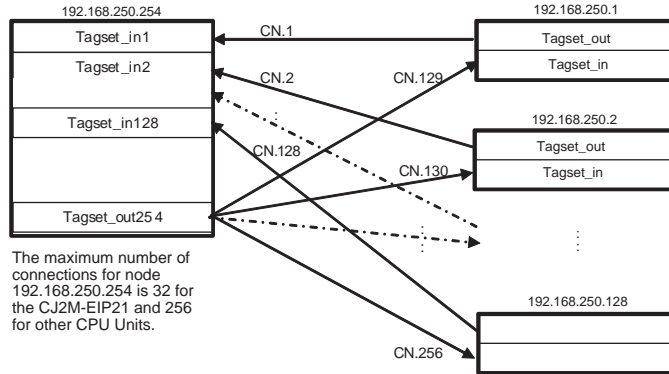 192.168.250.254
Tagset_in1
Tagset_in2
Tagset_in128
Tagset_out254
The maximum number of
connections for node
192.168.250.254 is 32 for
the CJ2M-EIP21 and 256
for other CPU Units.
CN.1
CN.2
CN.129
CN.128
CN.130
CN.256
192.168.250.1
Tagset_out
Tagset_in
192.168.250.2
Tagset_out
Tagset_in
192.168.250.128